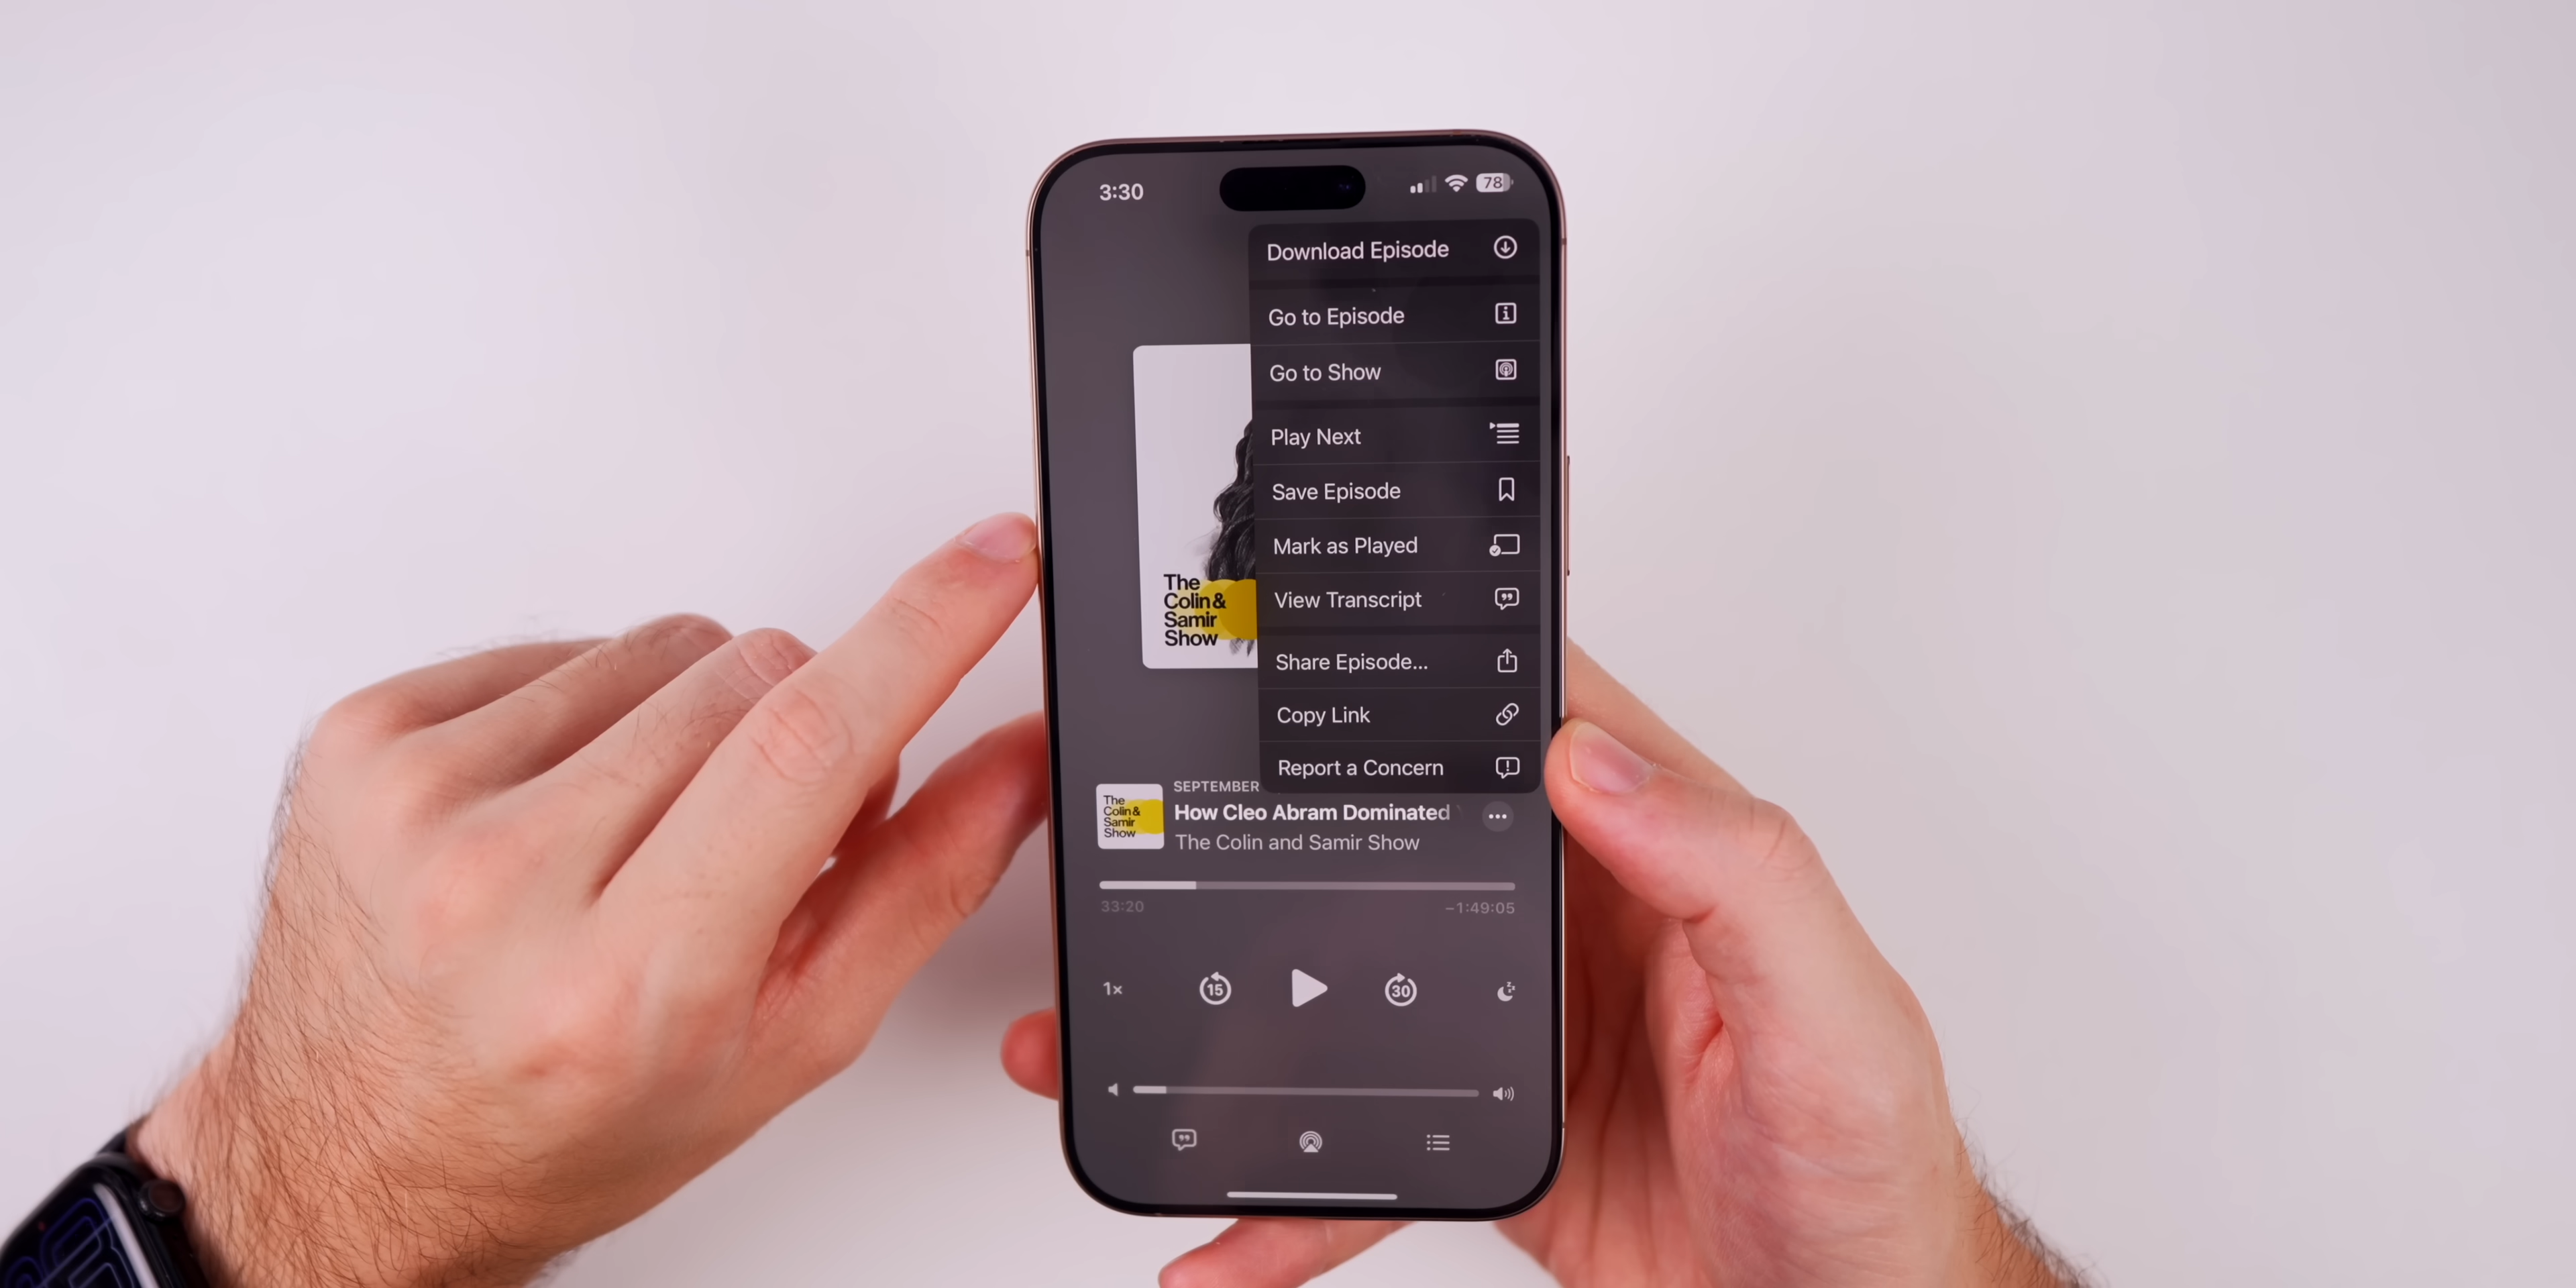 3:30
78
Download Episode
Go to Episode
Go to Show
Play Next
Save Episode
Mark as Played
View Transcript
Share Episode...
Copy Link
Report a Concern
The
Colin &
Samir
Show
SEPTEMBER
The
Colin &
Samir
Show
How Cleo Abram Dominated
The Colin and Samir Show
33:20
-1:49:05
1×
15
30